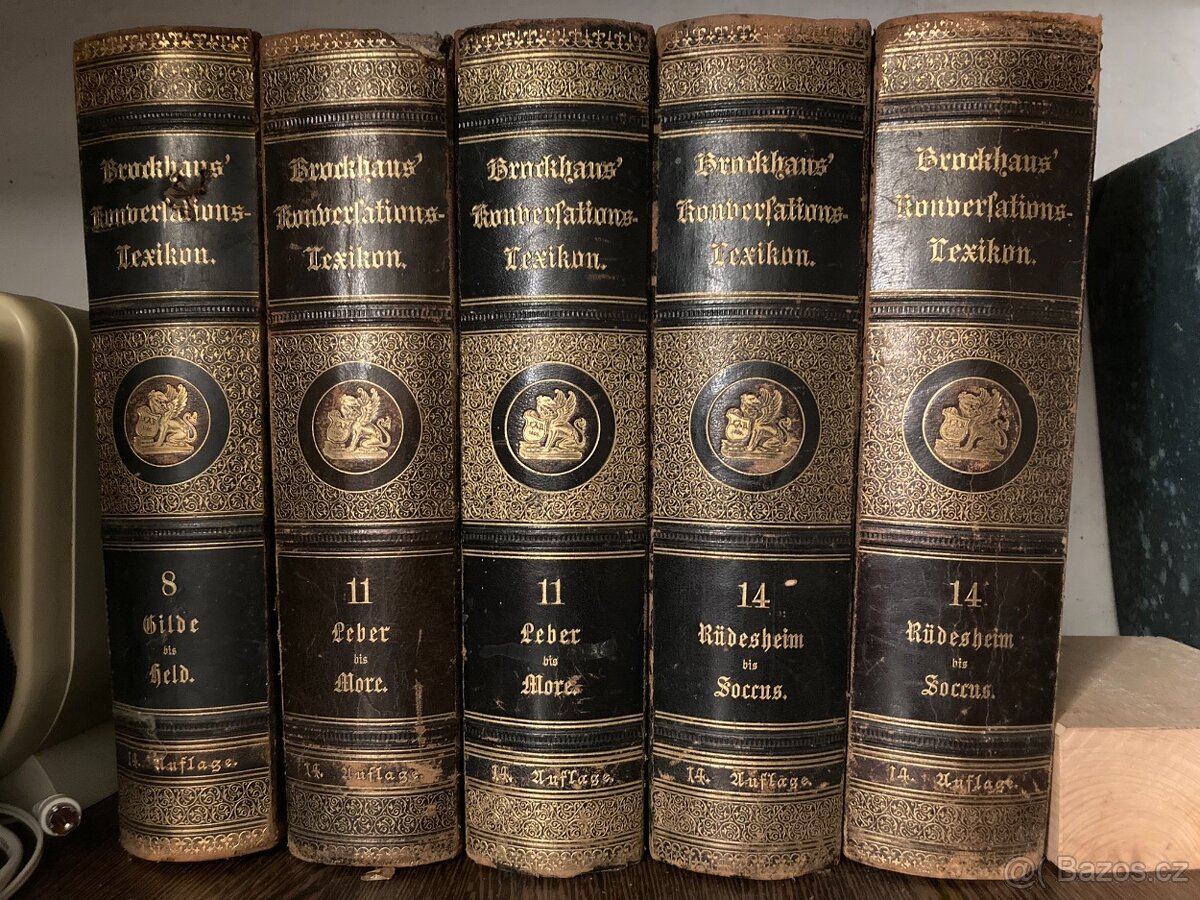 Brockhaus'
Konversations-
Lexikon.
8
Gilde
bis
Held.
14. Auflage.
Brockhaus'
Konversations-
Lexikon.
11
Leber
bis
More.
14. Auflage.
Brockhaus'
Konversations-
Lexikon.
11
Leber
bis
More.
14. Auflage.
Brockhaus'
Konversations-
Lexikon.
14
Rüdesheim
bis
Soccus.
14. Auflage.
Brockhaus'
Konversations-
Lexikon.
14
Rüdesheim
bis
Soccus.
14. Auflage.
@ Bazos.cz